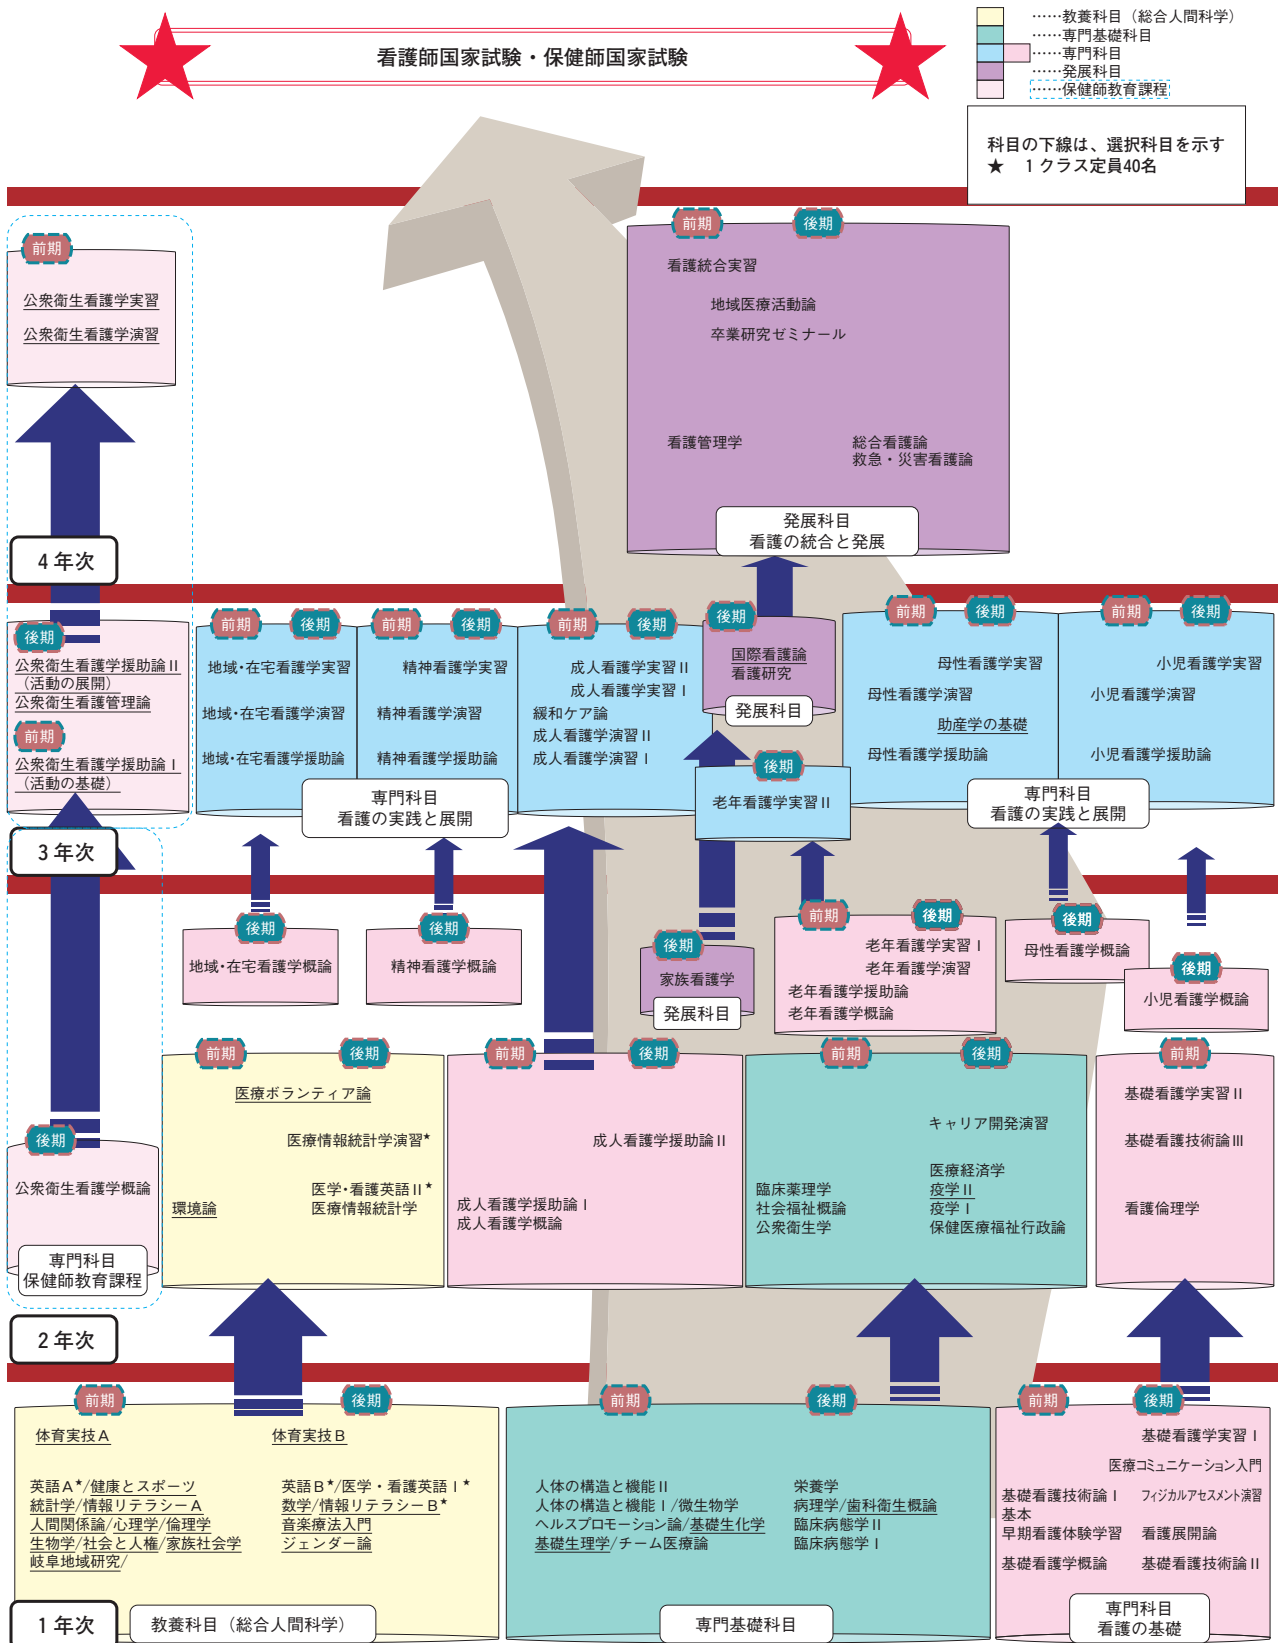 看護師国家試験・保健師国家試験
……教養科目（総合人間科学）
……専門基礎科目
……専門科目
……発展科目
……保健師教育課程
科目の下線は、選択科目を示す
★　1クラス定員40名
前期
公衆衛生看護学実習
公衆衛生看護学演習
前期
後期
看護統合実習
地域医療活動論
卒業研究ゼミナール
看護管理学
総合看護論
救急・災害看護論
発展科目
看護の統合と発展
4年次
後期
公衆衛生看護学援助論Ⅱ
（活動の展開）
公衆衛生看護管理論
前期
公衆衛生看護学援助論Ⅰ
（活動の基礎）
前期
後期
地域・在宅看護学実習
地域・在宅看護学演習
地域・在宅看護学援助論
前期
後期
精神看護学実習
精神看護学演習
精神看護学援助論
専門科目
看護の実践と展開
前期
後期
成人看護学実習Ⅱ
成人看護学実習Ⅰ
緩和ケア論
成人看護学演習Ⅱ
成人看護学演習Ⅰ
後期
国際看護論
看護研究
発展科目
後期
老年看護学実習Ⅱ
前期
後期
母性看護学実習
母性看護学演習
助産学の基礎
母性看護学援助論
前期
後期
小児看護学実習
小児看護学演習
小児看護学援助論
専門科目
看護の実践と展開
3年次
後期
地域・在宅看護学概論
後期
精神看護学概論
後期
家族看護学
発展科目
前期
後期
老年看護学実習Ⅰ
老年看護学演習
老年看護学援助論
老年看護学概論
後期
母性看護学概論
後期
小児看護学概論
後期
公衆衛生看護学概論
専門科目
保健師教育課程
前期
後期
医療ボランティア論
医療情報統計学演習★
医学・看護英語Ⅱ★
環境論
医療情報統計学
前期
後期
成人看護学援助論Ⅱ
成人看護学援助論Ⅰ
成人看護学概論
前期
後期
キャリア開発演習
医療経済学
臨床薬理学
疫学Ⅱ
社会福祉概論
疫学Ⅰ
公衆衛生学
保健医療福祉行政論
前期
基礎看護学実習Ⅱ
基礎看護技術論Ⅲ
看護倫理学
2年次
前期
後期
体育実技A
体育実技B
英語A★/健康とスポーツ
英語B★/医学・看護英語Ⅰ★
統計学/情報リテラシーA
数学/情報リテラシーB★
人間関係論/心理学/倫理学
音楽療法入門
生物学/社会と人権/家族社会学
ジェンダー論
岐阜地域研究/
教養科目（総合人間科学）
前期
後期
人体の構造と機能Ⅱ
栄養学
人体の構造と機能Ⅰ/微生物学
病理学/歯科衛生概論
ヘルスプロモーション論/基礎生化学
臨床病態学Ⅱ
基礎生理学/チーム医療論
臨床病態学Ⅰ
専門基礎科目
前期
後期
基礎看護学実習Ⅰ
医療コミュニケーション入門
基礎看護技術論Ⅰ
フィジカルアセスメント演習
基本
早期看護体験学習
看護展開論
基礎看護学概論
基礎看護技術論Ⅱ
専門科目
看護の基礎
1年次